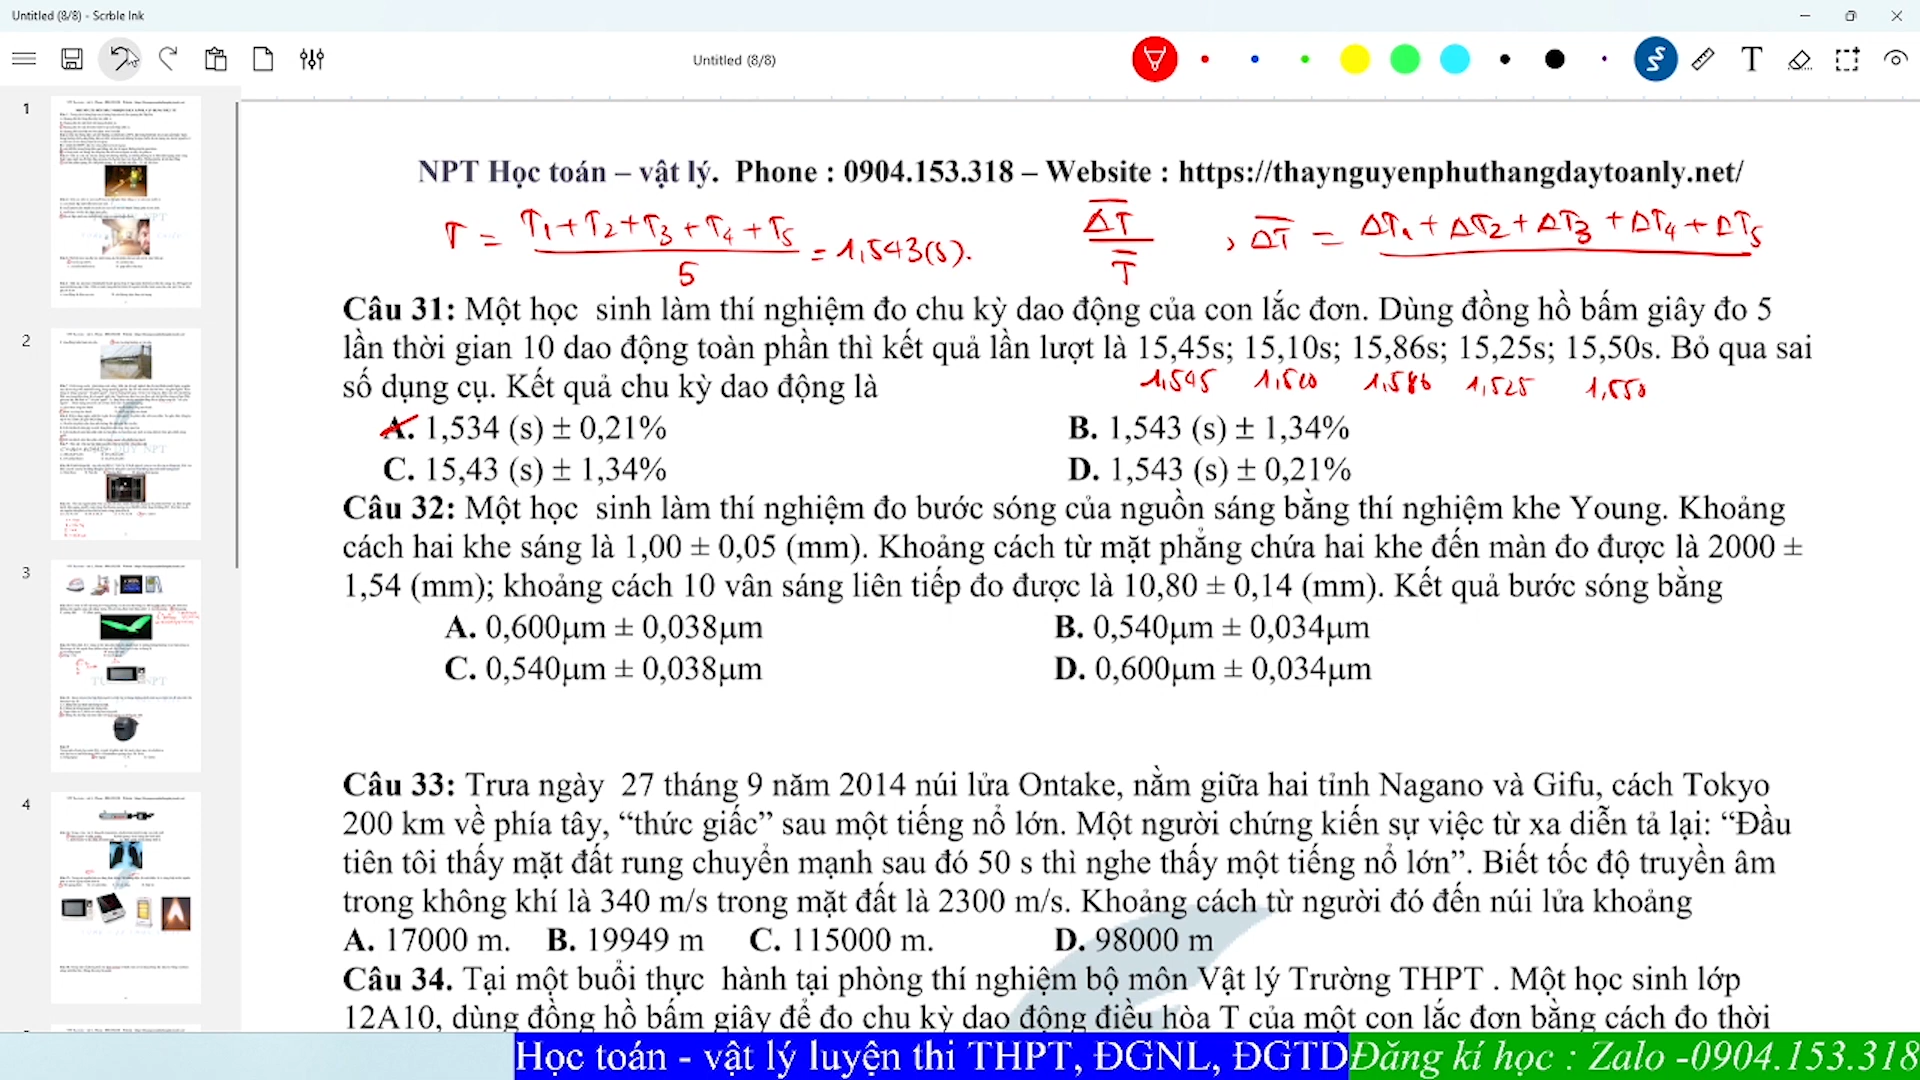 Untitled (8/8) - Scrble Ink
Untitled (8/8)
T
1
2
3
4
NPT Học toán – vật lý. Phone : 0904.153.318 – Website : https://thaynguyenphuthangdaytoanly.net/
T = T₁+T₂+T₃+T₄+T₅ / 5 = 1,543(s).
ΔT / T , ΔT = ΔT₁+ΔT₂+ΔT₃+ΔT₄+ΔT₅
Câu 31: Một học sinh làm thí nghiệm đo chu kỳ dao động của con lắc đơn. Dùng đồng hồ bấm giây đo 5
lần thời gian 10 dao động toàn phần thì kết quả lần lượt là 15,45s; 15,10s; 15,86s; 15,25s; 15,50s. Bỏ qua sai
số dụng cụ. Kết quả chu kỳ dao động là
1,545 1,510 1,586 1,525 1,550
A. 1,534 (s) ± 0,21% B. 1,543 (s) ± 1,34%
C. 15,43 (s) ± 1,34% D. 1,543 (s) ± 0,21%
Câu 32: Một học sinh làm thí nghiệm đo bước sóng của nguồn sáng bằng thí nghiệm khe Young. Khoảng
cách hai khe sáng là 1,00 ± 0,05 (mm). Khoảng cách từ mặt phẳng chứa hai khe đến màn đo được là 2000 ±
1,54 (mm); khoảng cách 10 vân sáng liên tiếp đo được là 10,80 ± 0,14 (mm). Kết quả bước sóng bằng
A. 0,600μm ± 0,038μm B. 0,540μm ± 0,034μm
C. 0,540μm ± 0,038μm D. 0,600μm ± 0,034μm
Câu 33: Trưa ngày 27 tháng 9 năm 2014 núi lửa Ontake, nằm giữa hai tỉnh Nagano và Gifu, cách Tokyo
200 km về phía tây, “thức giấc” sau một tiếng nổ lớn. Một người chứng kiến sự việc từ xa diễn tả lại: “Đầu
tiên tôi thấy mặt đất rung chuyển mạnh sau đó 50 s thì nghe thấy một tiếng nổ lớn”. Biết tốc độ truyền âm
trong không khí là 340 m/s trong mặt đất là 2300 m/s. Khoảng cách từ người đó đến núi lửa khoảng
A. 17000 m. B. 19949 m C. 115000 m. D. 98000 m
Câu 34. Tại một buổi thực hành tại phòng thí nghiệm bộ môn Vật lý Trường THPT . Một học sinh lớp
12A10, dùng đồng hồ bấm giây để đo chu kỳ dao động điều hòa T của một con lắc đơn bằng cách đo thời
Học toán - vật lý luyện thi THPT, ĐGNL, ĐGTD Đăng kí học : Zalo -0904.153.318